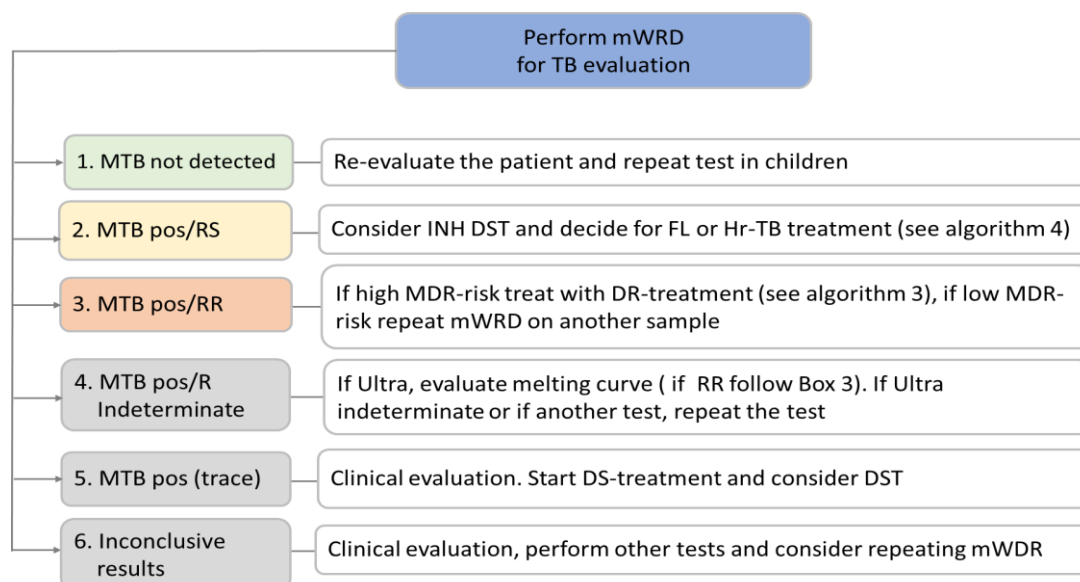 Perform mWRD
for TB evaluation
1. MTB not detected
Re-evaluate the patient and repeat test in children
2. MTB pos/RS
Consider INH DST and decide for FL or Hr-TB treatment (see algorithm 4)
3. MTB pos/RR
If high MDR-risk treat with DR-treatment (see algorithm 3), if low MDR-
risk repeat mWRD on another sample
4. MTB pos/R
Indeterminate
If Ultra, evaluate melting curve ( if RR follow Box 3). If Ultra
indeterminate or if another test, repeat the test
5. MTB pos (trace)
Clinical evaluation. Start DS-treatment and consider DST
6. Inconclusive
results
Clinical evaluation, perform other tests and consider repeating mWDR